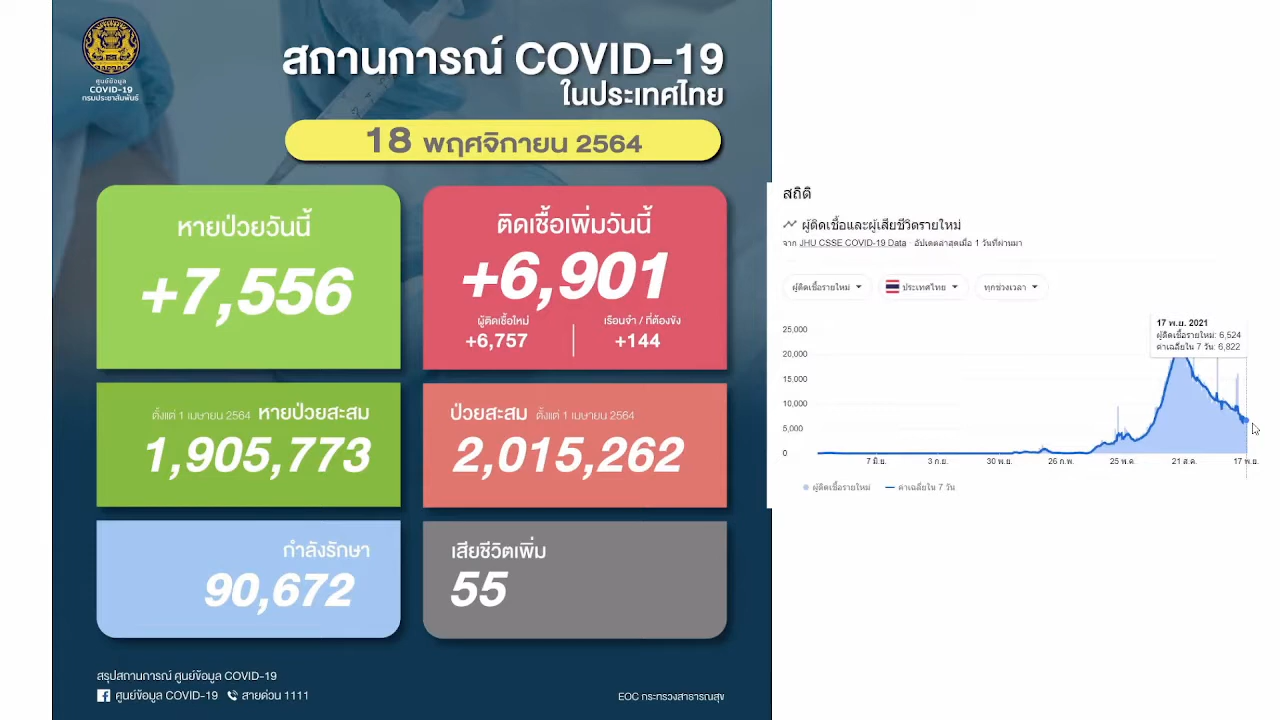 ศูนย์ข้อมูล
COVID-19
กรมประชาสัมพันธ์
สถานการณ์ COVID-19
ในประเทศไทย
18 พฤศจิกายน 2564
หายป่วยวันนี้
+7,556
ติดเชื้อเพิ่มวันนี้
+6,901
ผู้ติดเชื้อใหม่
+6,757
เรือนจำ / ที่ต้องขัง
+144
ตั้งแต่ 1 เมษายน 2564 หายป่วยสะสม
1,905,773
ป่วยสะสม ตั้งแต่ 1 เมษายน 2564
2,015,262
กำลังรักษา
90,672
เสียชีวิตเพิ่ม
55
สรุปสถานการณ์ ศูนย์ข้อมูล COVID-19
ศูนย์ข้อมูล COVID-19 สายด่วน 1111
EOC กระทรวงสาธารณสุข
สถิติ
ผู้ติดเชื้อและผู้เสียชีวิตรายใหม่
จาก JHU CSSE COVID-19 Data · อัปเดตล่าสุดเมื่อ 1 วันที่ผ่านมา
ผู้ติดเชื้อรายใหม่ ประเทศไทย ทุกช่วงเวลา
17 พ.ย. 2021
ผู้ติดเชื้อรายใหม่: 6,524
ค่าเฉลี่ยใน 7 วัน: 6,822
25,000
20,000
15,000
10,000
5,000
0
7 มิ.ย. 3 ก.ย. 30 พ.ย. 26 ก.พ. 25 พ.ค. 21 ส.ค. 17 พ.ย.
ผู้ติดเชื้อรายใหม่ ค่าเฉลี่ยใน 7 วัน